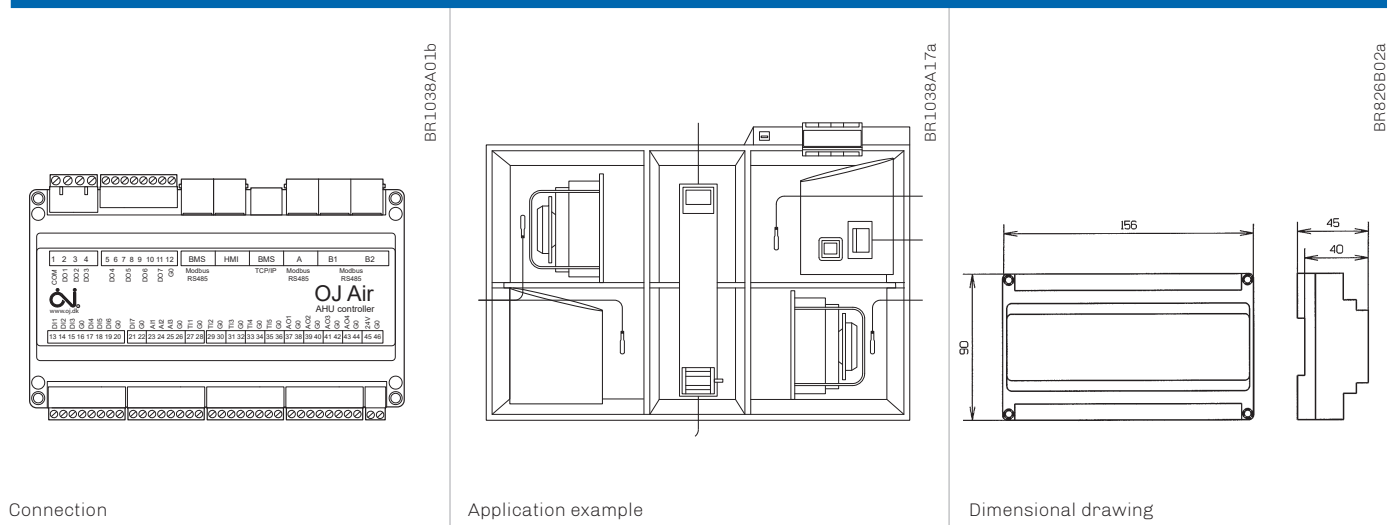 BR1038A01b
1 2 3 4 5 6 7 8 9 10 11 12 BMS HMI BMS A B1 B2
COM DO1 DO2 DO3 DO4 DO5 DO6 DO7 G0 Modbus TCP/IP Modbus Modbus
RS485 RS485 RS485
OJ
www.oj.dk
OJ Air
AHU controller
DI1 DI2 DI3 G0 DI4 DI5 DI6 G0 DI7 G0 AI1 AI2 AI3 G0 TI1 G0 TI2 G0 TI3 G0 TI4 G0 TI5 G0 AO1 G0 AO2 G0 AO3 G0 AO4 G0 24V G0
13 14 15 16 17 18 19 20 21 22 23 24 25 26 27 28 29 30 31 32 33 34 35 36 37 38 39 40 41 42 43 44 45 46
Connection
BR1038A17a
Application example
BR826B02a
156
45
40
90
Dimensional drawing